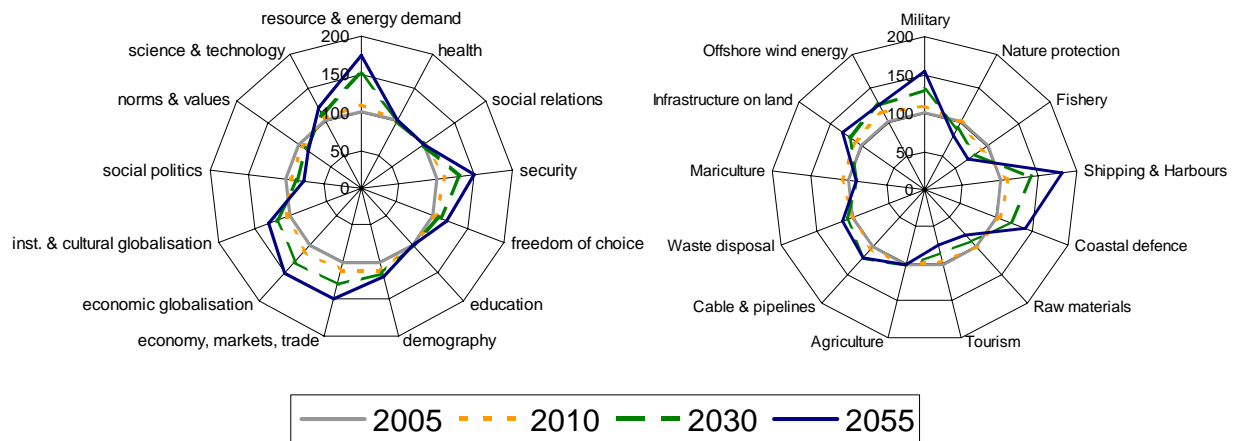 resource & energy demand
200
science & technology
health
150
norms & values
social relations
100
50
social politics
security
0
inst. & cultural globalisation
freedom of choice
economic globalisation
education
economy, markets, trade
demography
Military
200
Offshore wind energy
Nature protection
150
Infrastructure on land
Fishery
100
50
Mariculture
Shipping & Harbours
0
Waste disposal
Coastal defence
Cable & pipelines
Raw materials
Agriculture
Tourism
2005 2010 2030 2055